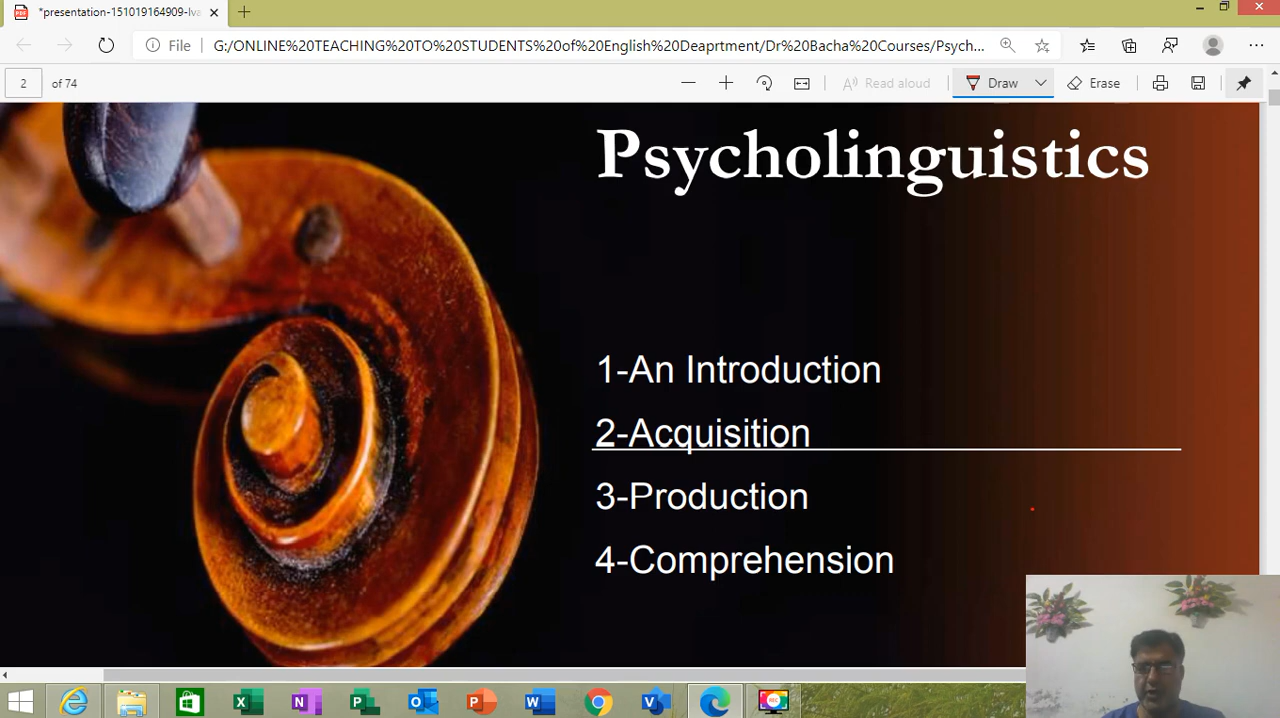 *presentation-151019164909-lva
File
G:/ONLINE%20TEACHING%20TO%20STUDENTS%20of%20English%20Deaprtment/Dr%20Bacha%20Courses/Psych...
2 of 74
Read aloud
Draw
Erase
Psycholinguistics
1-An Introduction
2-Acquisition
3-Production
4-Comprehension